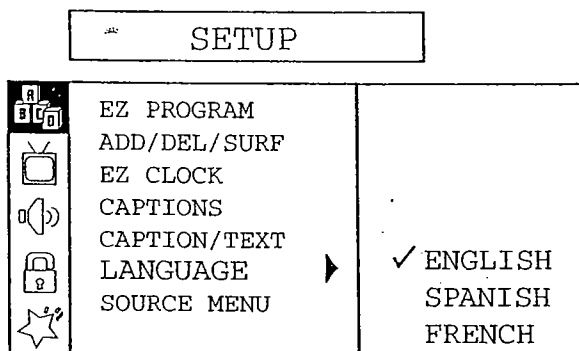 SETUP
EZ PROGRAM
ADD/DEL/SURF
EZ CLOCK
CAPTIONS
CAPTION/TEXT
LANGUAGE
SOURCE MENU
✓ ENGLISH
SPANISH
FRENCH